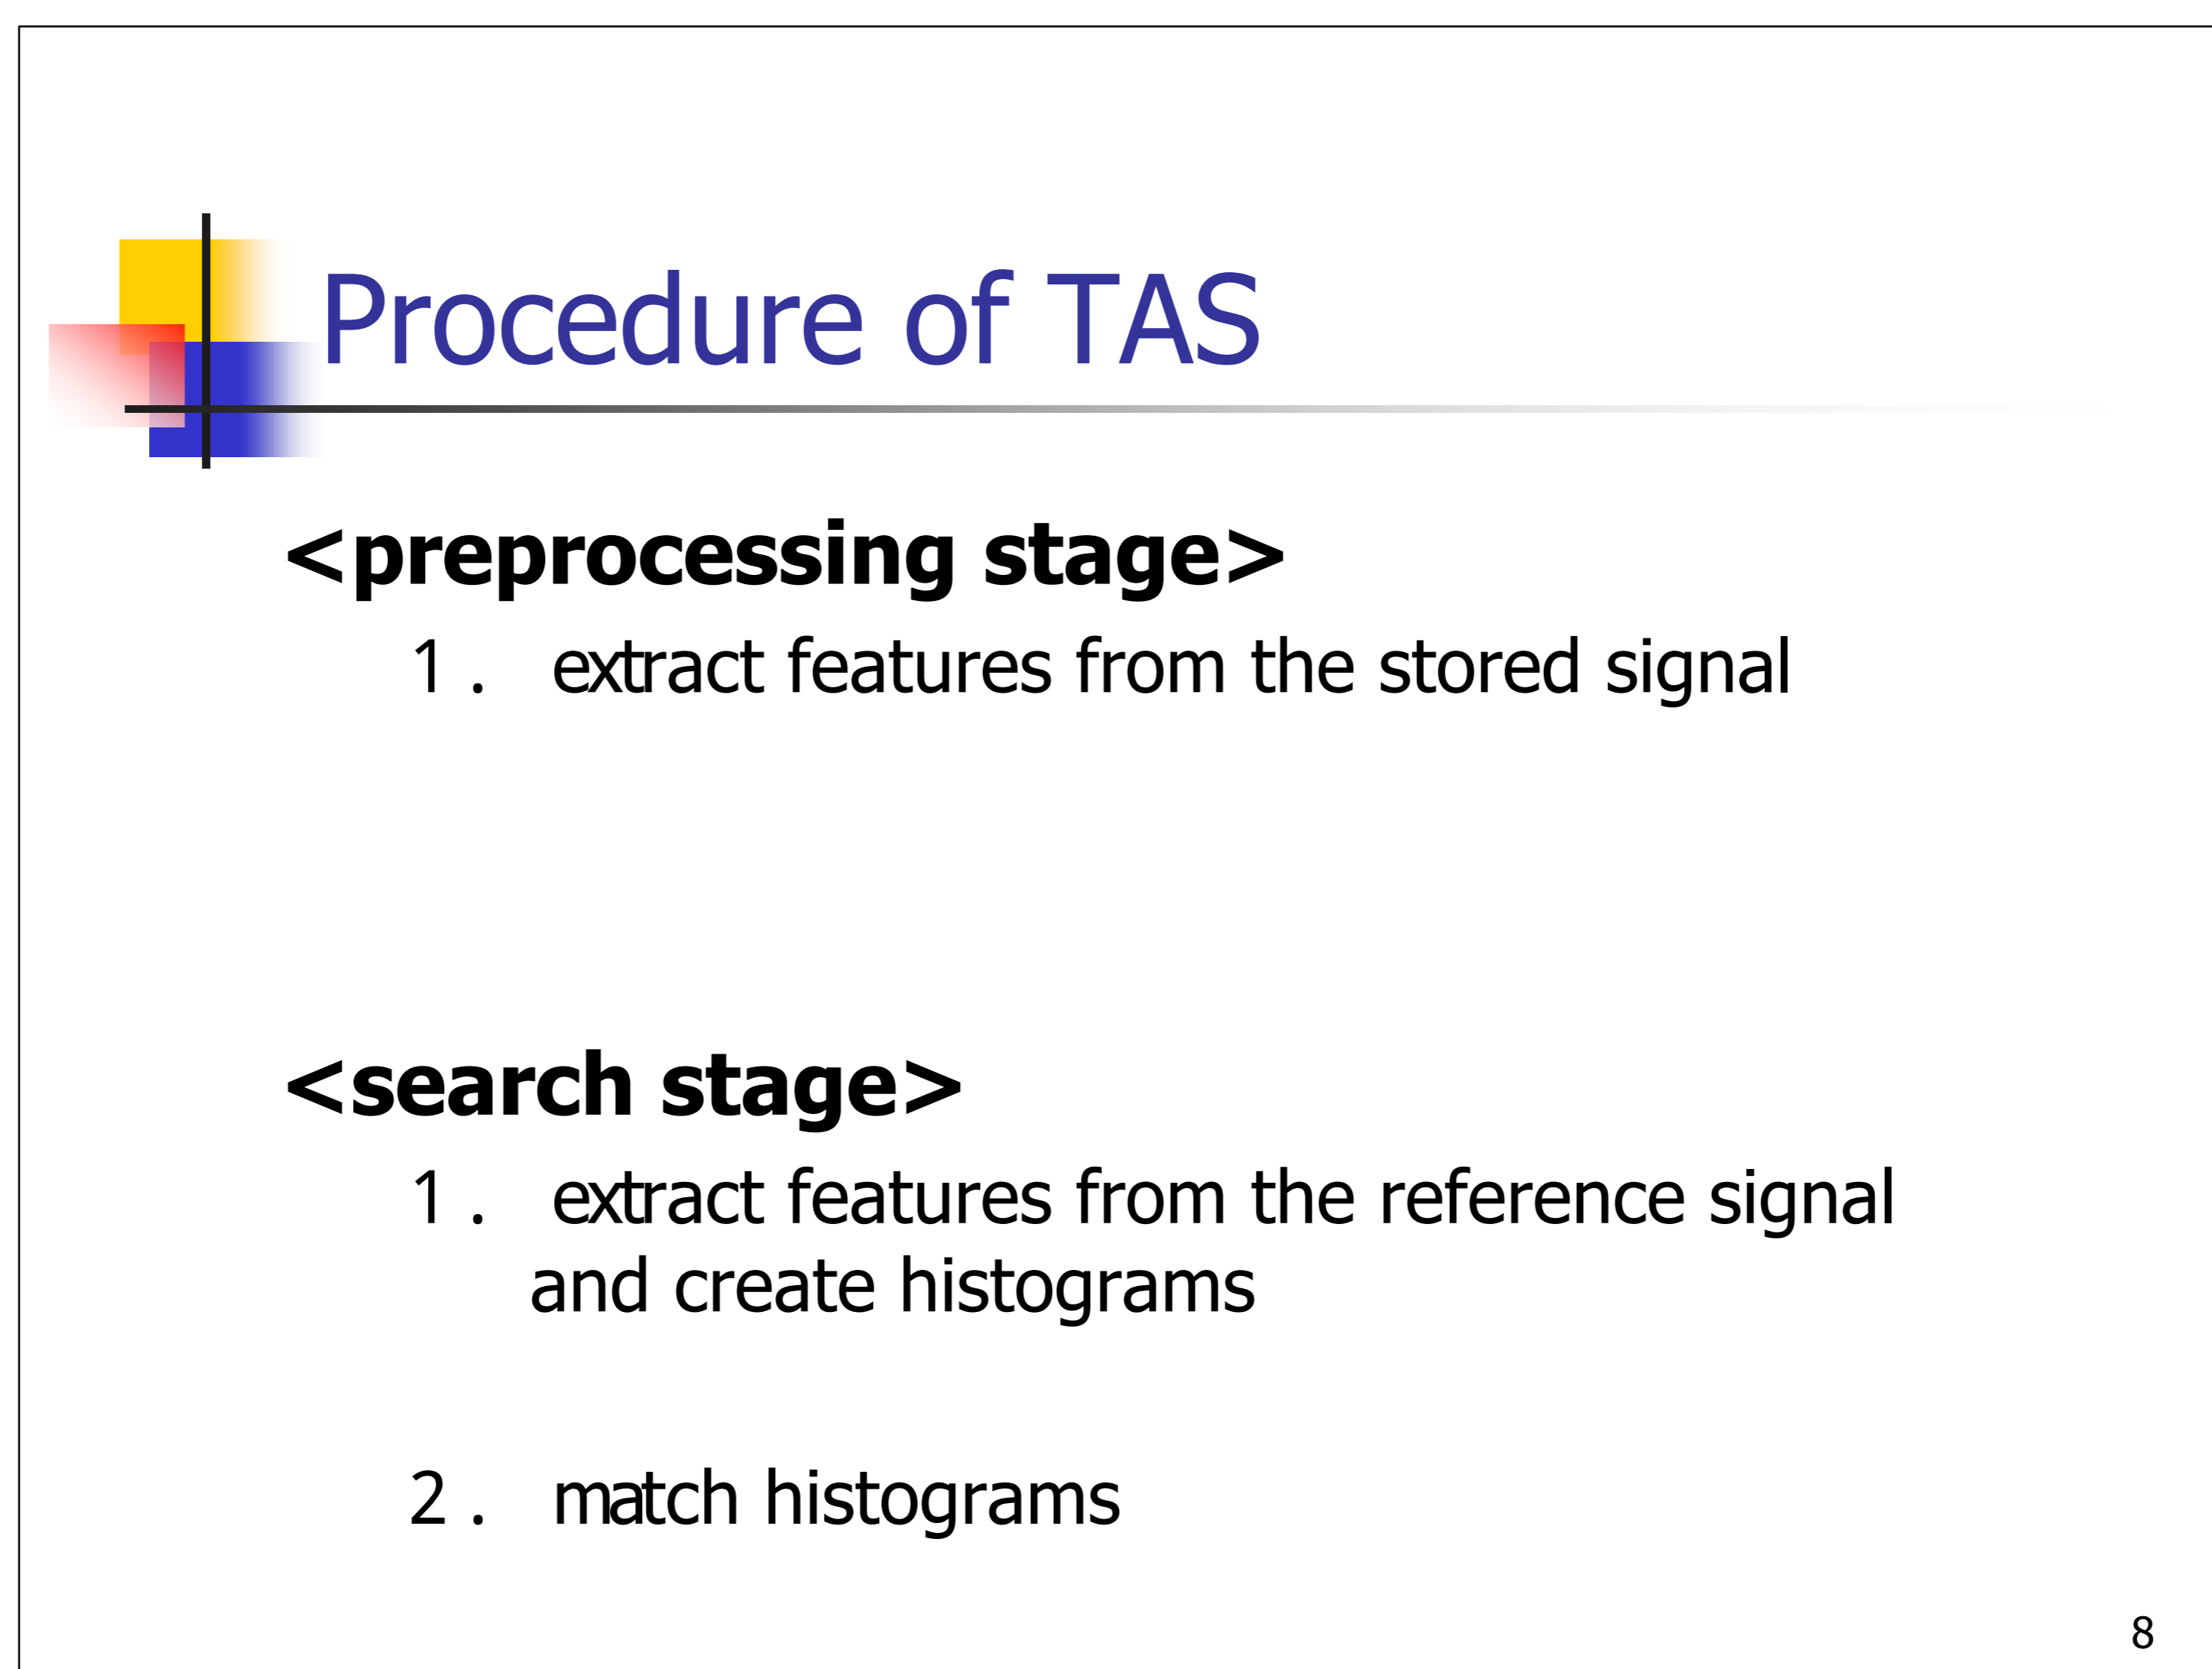 Procedure of TAS
<preprocessing stage>
1. extract features from the stored signal
<search stage>
1. extract features from the reference signal
and create histograms
2. match histograms
8